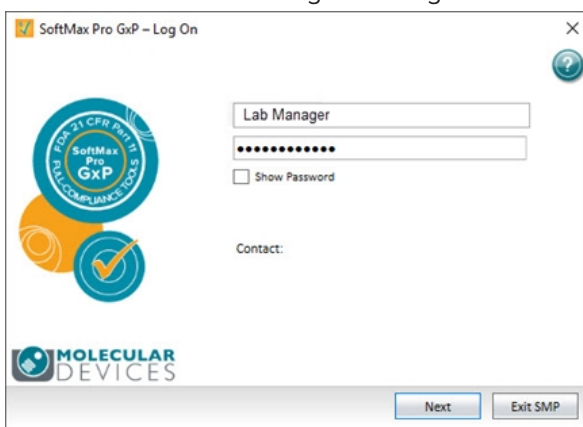 SoftMax Pro GxP – Log On
?
FDA 21 CFR Part 11
SoftMax
Pro
GxP
FULL-COMPLIANCE TOOLS
Lab Manager
••••••••••••
Show Password
Contact:
MOLECULAR
DEVICES
Next
Exit SMP